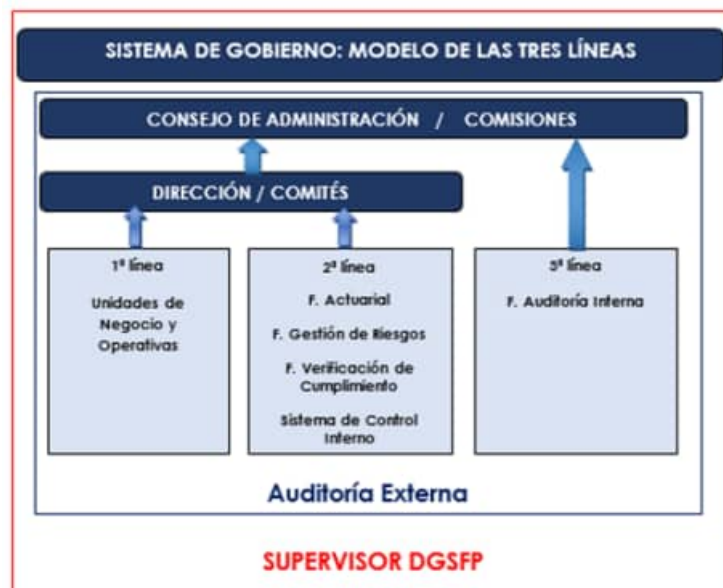 SISTEMA DE GOBIERNO: MODELO DE LAS TRES LÍNEAS
CONSEJO DE ADMINISTRACIÓN / COMISIONES
DIRECCIÓN / COMITÉS
1ª línea
Unidades de
Negocio y
Operativas
2ª línea
F. Actuarial
F. Gestión de Riesgos
F. Verificación de
Cumplimiento
Sistema de Control
Interno
3ª línea
F. Auditoría Interna
Auditoría Externa
SUPERVISOR DGSFP